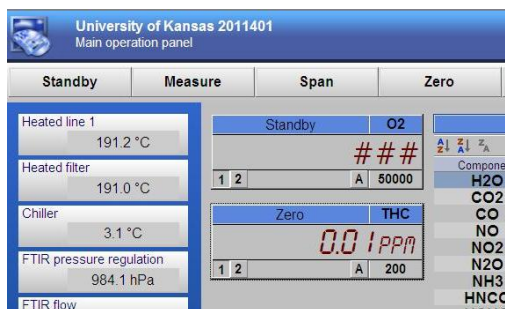 University of Kansas 2011401
Main operation panel
Standby Measure Span Zero
Heated line 1
191.2 °C
Heated filter
191.0 °C
Chiller
3.1 °C
FTIR pressure regulation
984.1 hPa
FTIR flow
Standby O2
###
1 2 A 50000
Zero THC
0.01 PPM
1 2 A 200
H2O
CO2
CO
NO
NO2
N2O
NH3